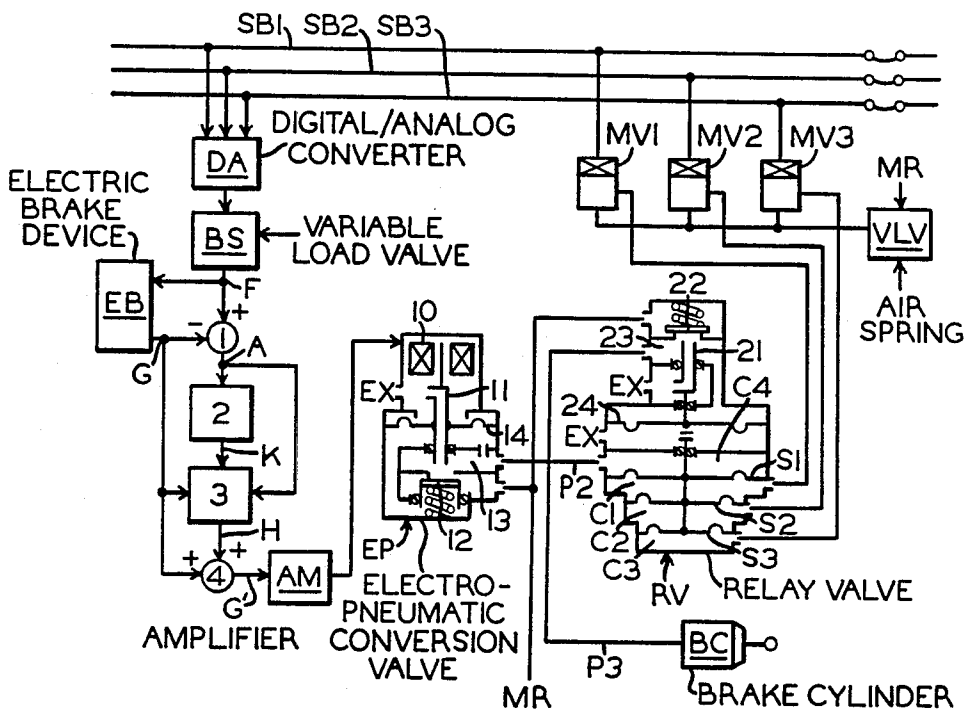 SB1 SB2 SB3
DIGITAL/ANALOG
CONVERTER
DA
MV1 MV2 MV3
MR
VLV
AIR
SPRING
ELECTRIC
BRAKE
DEVICE
BS
VARIABLE
LOAD VALVE
EB
F
+
-
1
G
A
2
K
3
H
+
+
4
G'
AM
AMPLIFIER
10
EX
11
14
13
12
EP
ELECTRO-
PNEUMATIC
CONVERSION
VALVE
MR
22
23
21
EX
C4
24
EX
S1
P2
C1
S2
C2
C3
S3
RV
RELAY VALVE
P3
BC
BRAKE CYLINDER